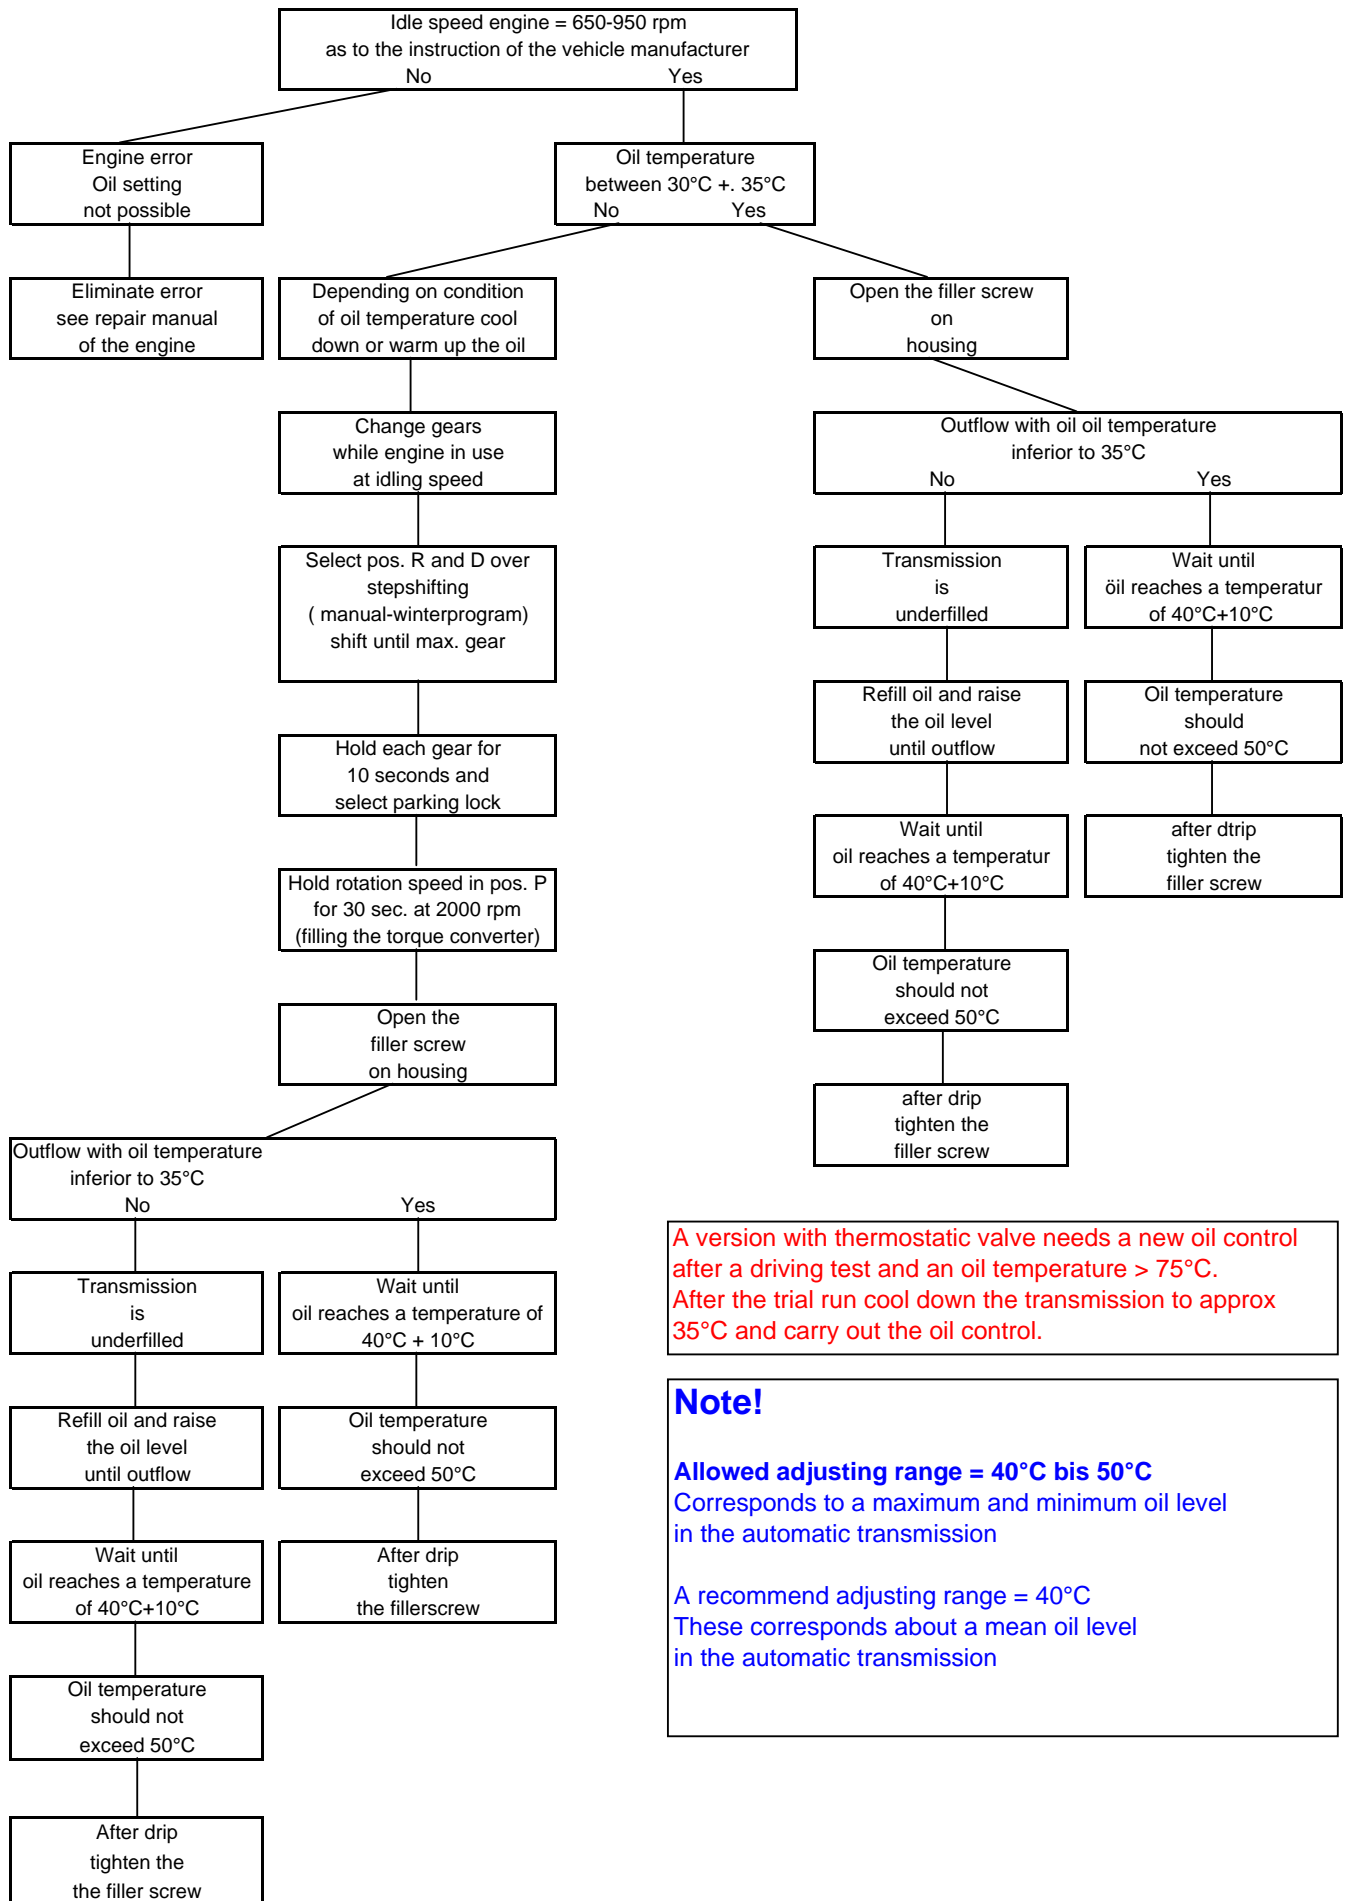 Idle speed engine = 650-950 rpm
as to the instruction of the vehicle manufacturer
No Yes
Engine error
Oil setting
not possible
Oil temperature
between 30°C +. 35°C
No Yes
Eliminate error
see repair manual
of the engine
Depending on condition
of oil temperature cool
down or warm up the oil
Open the filler screw
on
housing
Change gears
while engine in use
at idling speed
Outflow with oil oil temperature
inferior to 35°C
No Yes
Select pos. R and D over
stepshifting
( manual-winterprogram)
shift until max. gear
Transmission
is
underfilled
Wait until
öil reaches a temperatur
of 40°C+10°C
Refill oil and raise
the oil level
until outflow
Oil temperature
should
not exceed 50°C
Hold each gear for
10 seconds and
select parking lock
Wait until
oil reaches a temperatur
of 40°C+10°C
after dtrip
tighten the
filler screw
Hold rotation speed in pos. P
for 30 sec. at 2000 rpm
(filling the torque converter)
Oil temperature
should not
exceed 50°C
Open the
filler screw
on housing
after drip
tighten the
filler screw
Outflow with oil temperature
inferior to 35°C
No Yes
Transmission
is
underfilled
Wait until
oil reaches a temperature of
40°C + 10°C
Refill oil and raise
the oil level
until outflow
Oil temperature
should not
exceed 50°C
Wait until
oil reaches a temperature
of 40°C+10°C
After drip
tighten
the fillerscrew
Oil temperature
should not
exceed 50°C
After drip
tighten the
the filler screw
A version with thermostatic valve needs a new oil control
after a driving test and an oil temperature > 75°C.
After the trial run cool down the transmission to approx
35°C and carry out the oil control.
Note!
Allowed adjusting range = 40°C bis 50°C
Corresponds to a maximum and minimum oil level
in the automatic transmission
A recommend adjusting range = 40°C
These corresponds about a mean oil level
in the automatic transmission